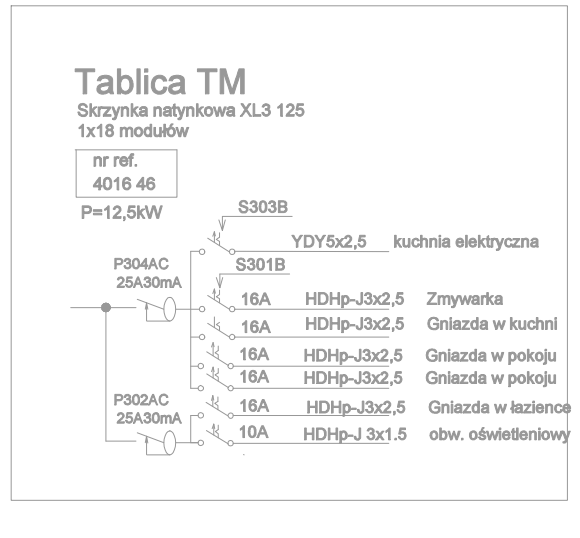 Tablica TM
Skrzynka natynkowa XL3 125
1x18 modułów
nr ref.
4016 46
P=12,5kW
S303B
YDY5x2,5 kuchnia elektryczna
P304AC
25A30mA
S301B
16A HDHp-J3x2,5 Zmywarka
16A HDHp-J3x2,5 Gniazda w kuchni
16A HDHp-J3x2,5 Gniazda w pokoju
16A HDHp-J3x2,5 Gniazda w pokoju
P302AC
25A30mA
16A HDHp-J3x2,5 Gniazda w łazience
10A HDHp-J 3x1.5 obw. oświetleniowy